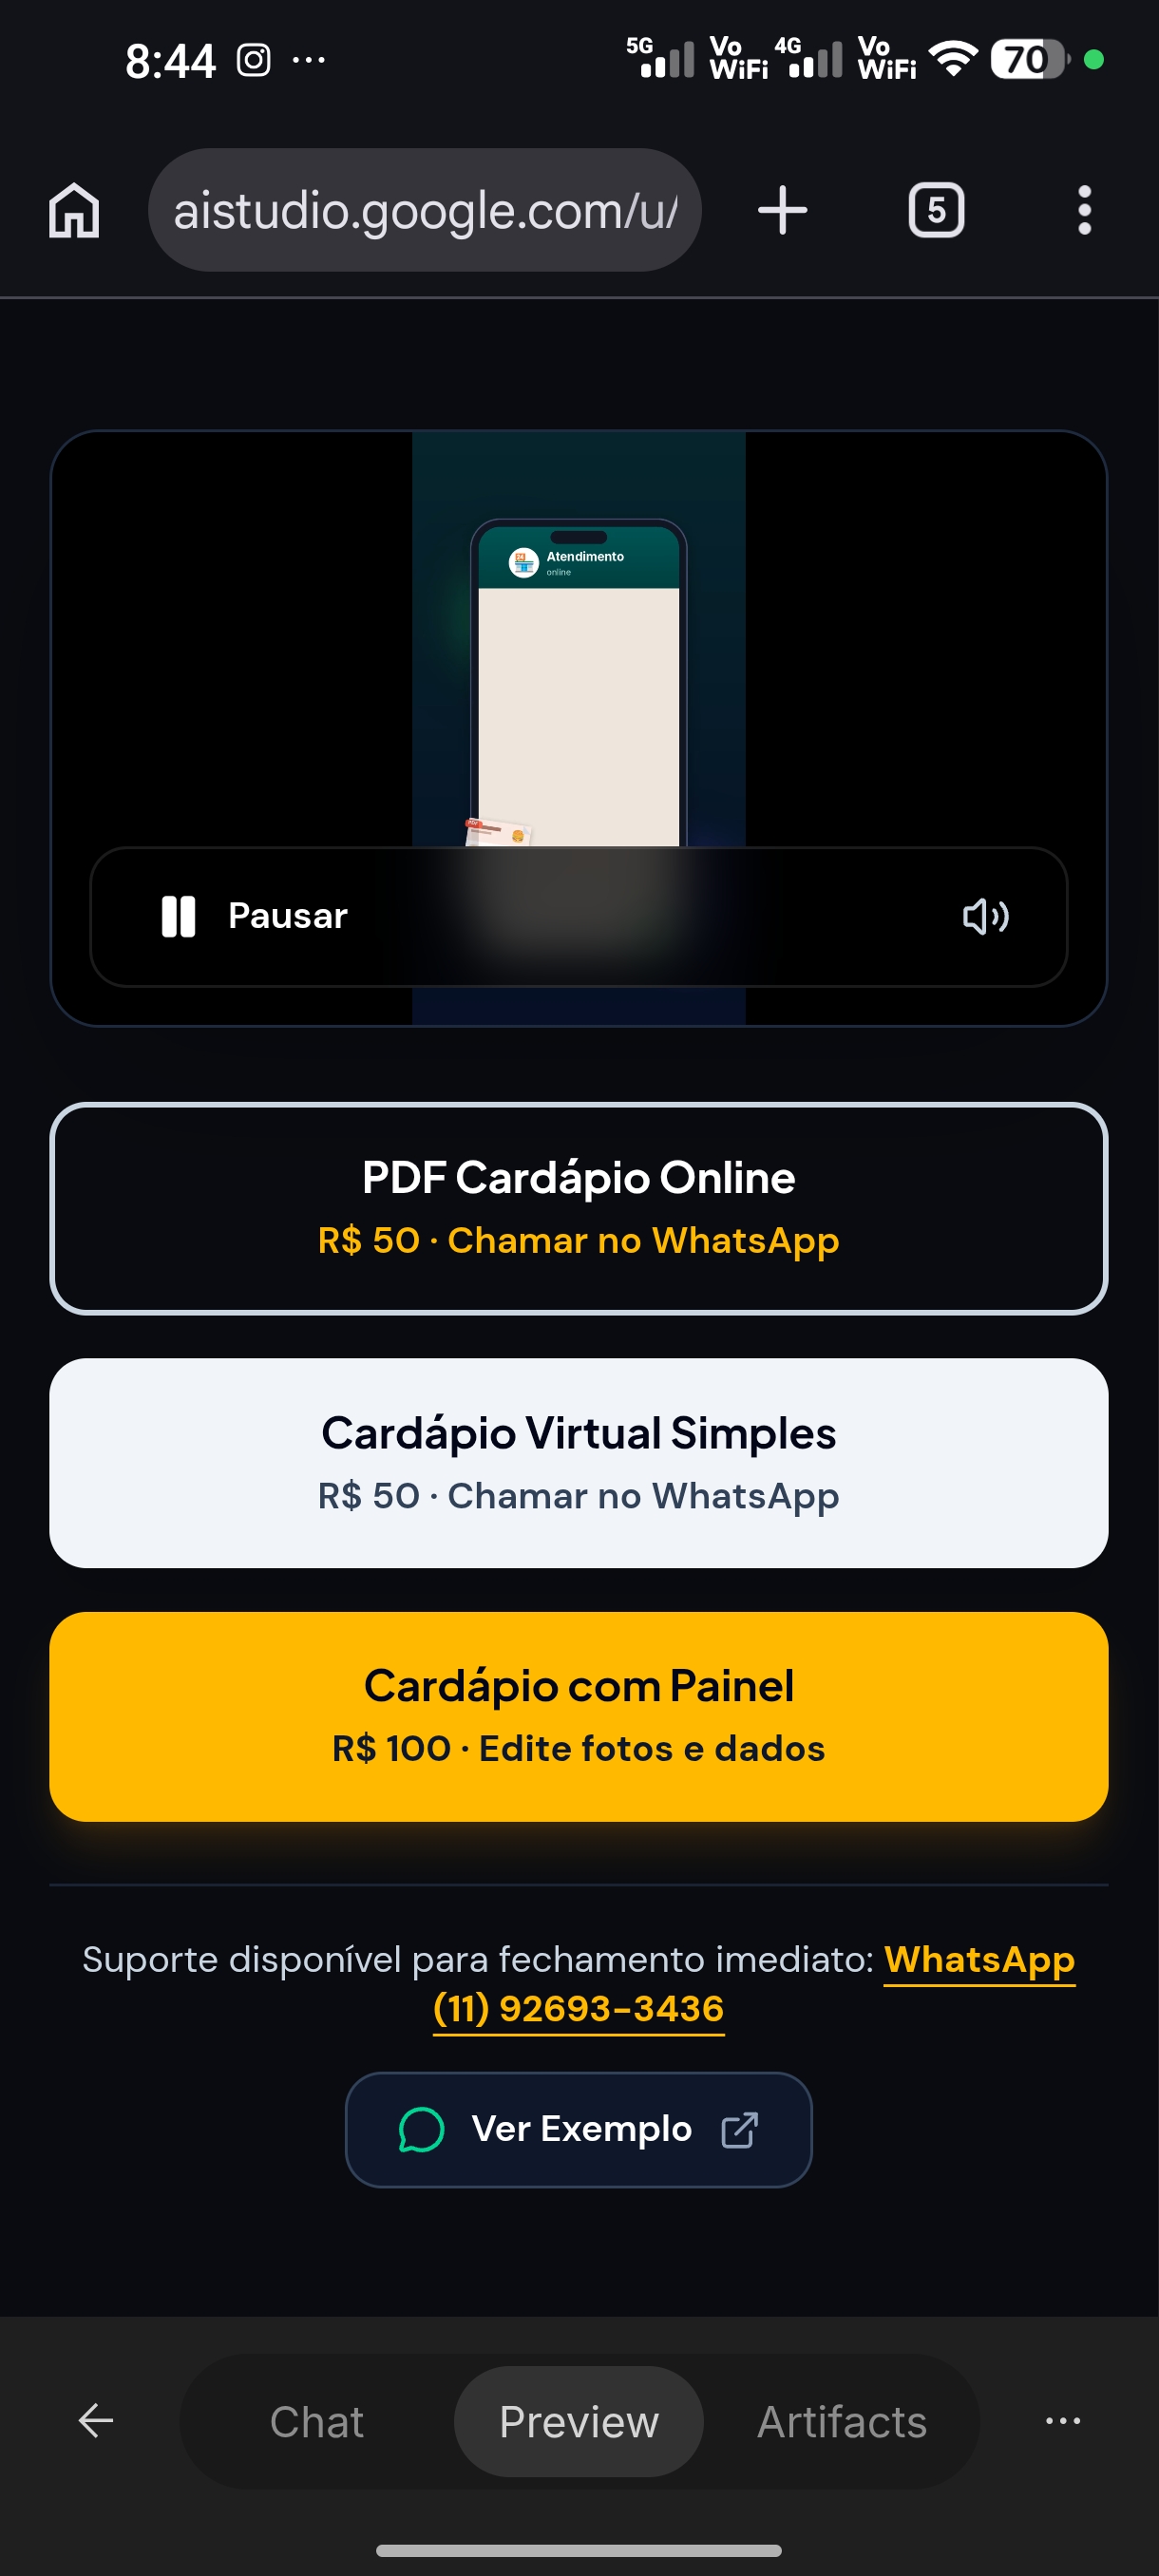 8:44
5G
Vo
WiFi
4G
Vo
WiFi
70
aistudio.google.com/u/
5
Atendimento
online
Pausar
PDF Cardápio Online
R$ 50 · Chamar no WhatsApp
Cardápio Virtual Simples
R$ 50 · Chamar no WhatsApp
Cardápio com Painel
R$ 100 · Edite fotos e dados
Suporte disponível para fechamento imediato: WhatsApp
(11) 92693-3436
Ver Exemplo
Chat
Preview
Artifacts